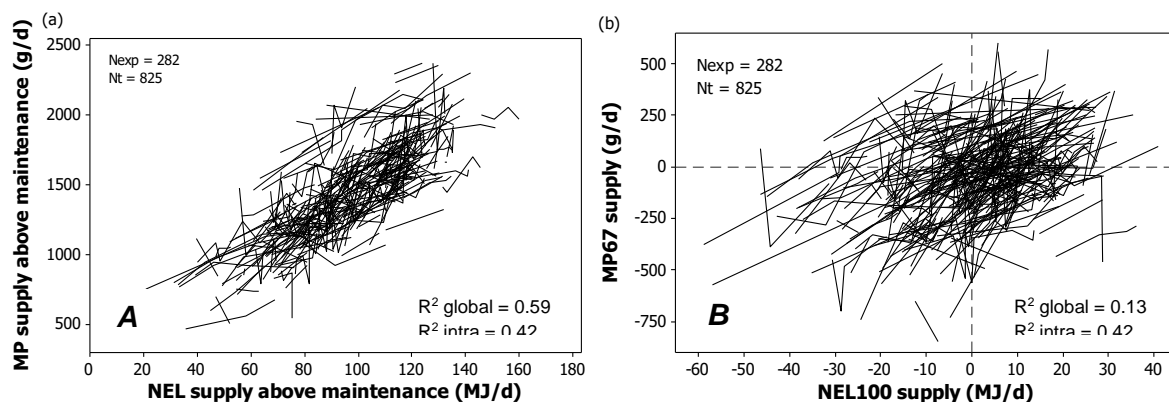 (a)
MP supply above maintenance (g/d)
2500
2000
1500
1000
500
Nexp = 282
Nt = 825
A
R² global = 0.59
R² intra = 0.42
0 20 40 60 80 100 120 140 160 180
NEL supply above maintenance (MJ/d)
(b)
MP67 supply (g/d)
500
250
0
-250
-500
-750
Nexp = 282
Nt = 825
B
R² global = 0.13
R² intra = 0.42
-60 -50 -40 -30 -20 -10 0 10 20 30 40
NEL100 supply (MJ/d)